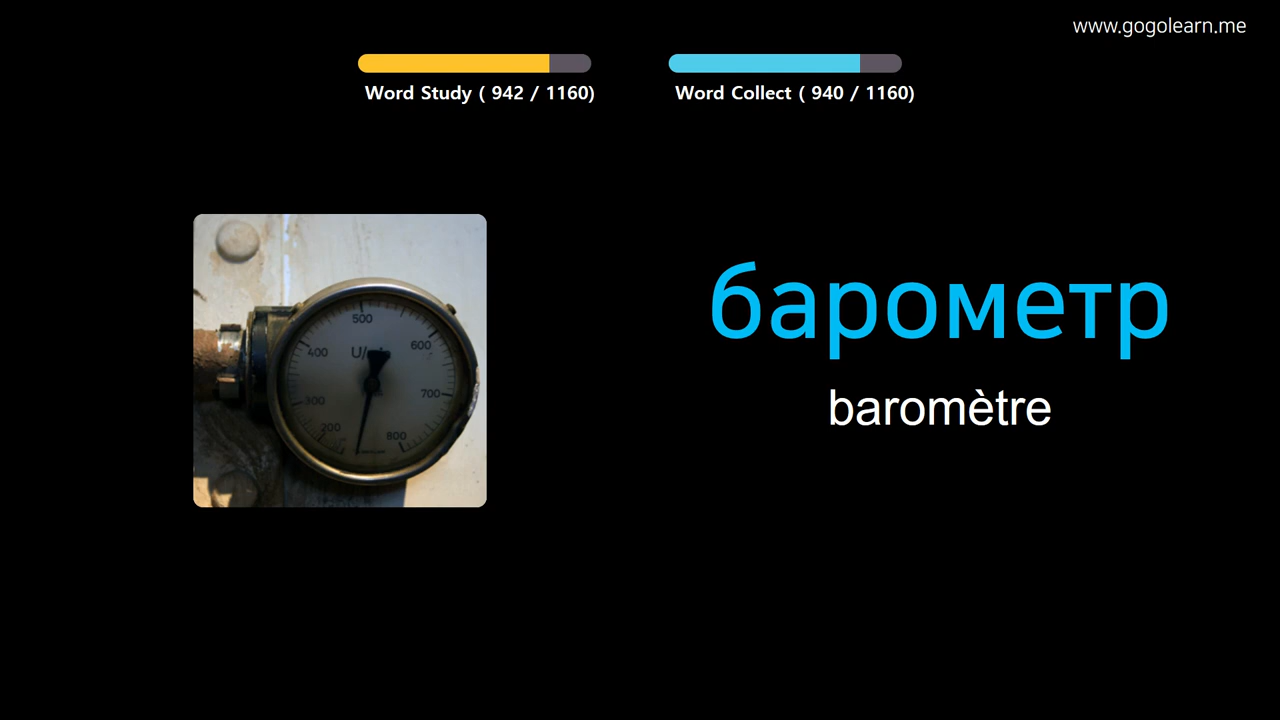 www.gogolearn.me
Word Study ( 942 / 1160)
Word Collect ( 940 / 1160)
барометр
baromètre
500
400
600
300
700
200
800